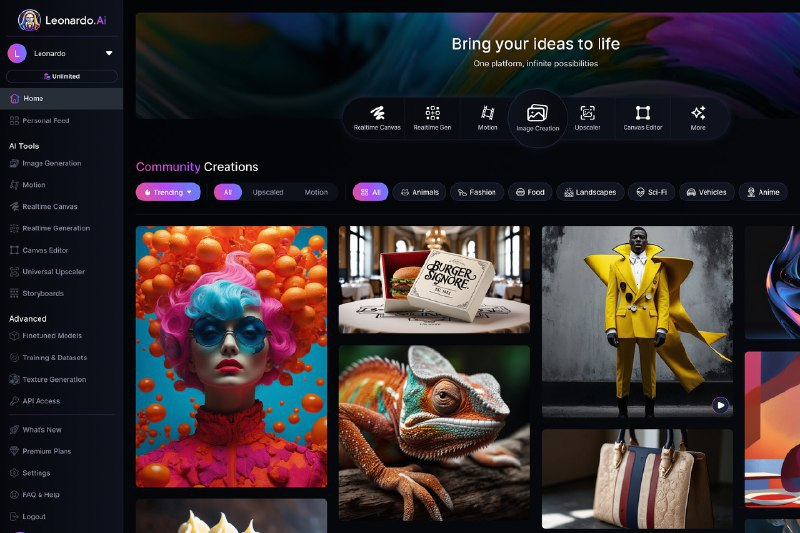 Leonardo.Ai
L
Leonardo
Unlimited
Home
Personal Feed
AI Tools
Image Generation
Motion
Realtime Canvas
Realtime Generation
Canvas Editor
Universal Upscaler
Storyboards
Advanced
Finetuned Models
Training & Datasets
Texture Generation
API Access
What's New
Premium Plans
Settings
FAQ & Help
Logout
Bring your ideas to life
One platform, infinite possibilities
Realtime Canvas
Realtime Gen
Motion
Image Creation
Upscaler
Canvas Editor
More
Community Creations
Trending
All
Upscaled
Motion
All
Animals
Fashion
Food
Landscapes
Sci-Fi
Vehicles
Anime
BURGER
SIGNORE